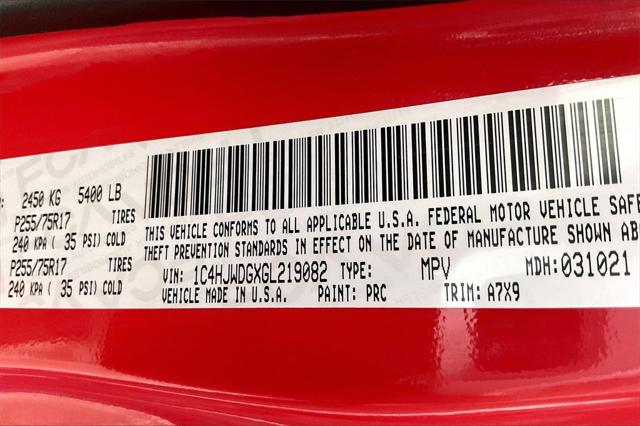 2450 KG 5400 LB
P255/75R17 TIRES
240 KPA ( 35 PSI) COLD
P255/75R17 TIRES
240 KPA ( 35 PSI) COLD
THIS VEHICLE CONFORMS TO ALL APPLICABLE U.S.A. FEDERAL MOTOR VEHICLE SAFE
THEFT PREVENTION STANDARDS IN EFFECT ON THE DATE OF MANUFACTURE SHOWN ABO
VIN: 1C4HJWDGXGL219082 TYPE: MPV MDH: 031021
VEHICLE MADE IN U.S.A. PAINT: PRC TRIM: A7X9